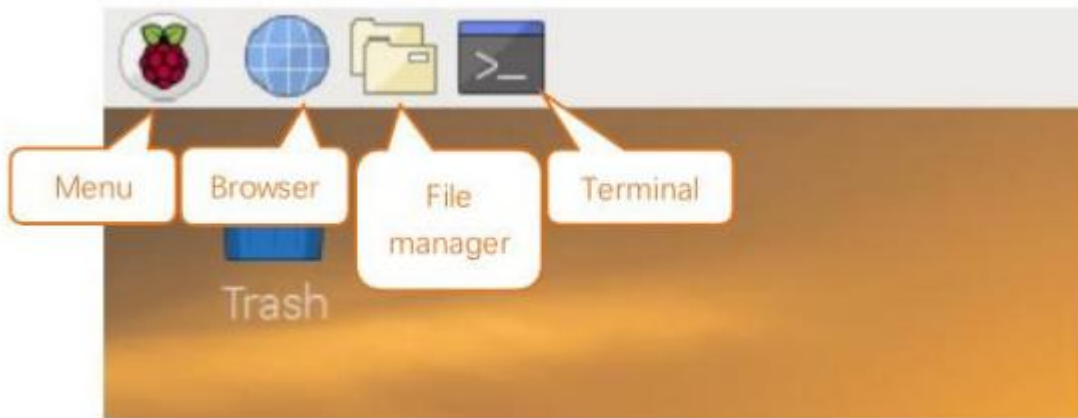 >_
Menu
Browser
File
manager
Terminal
Trash